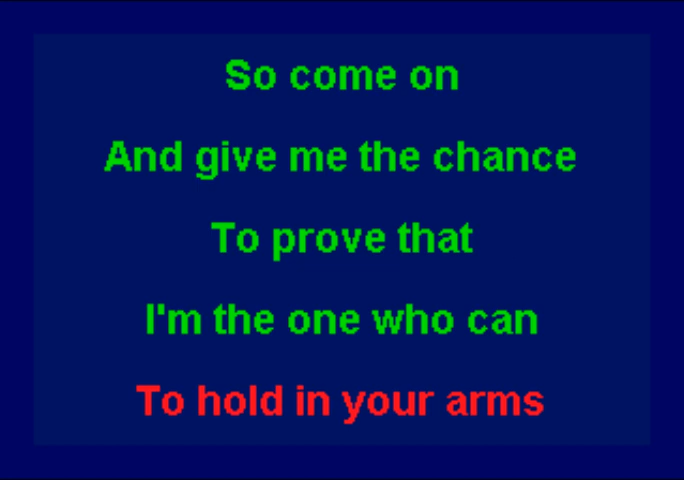 So come on
And give me the chance
To prove that
I'm the one who can
To hold in your arms